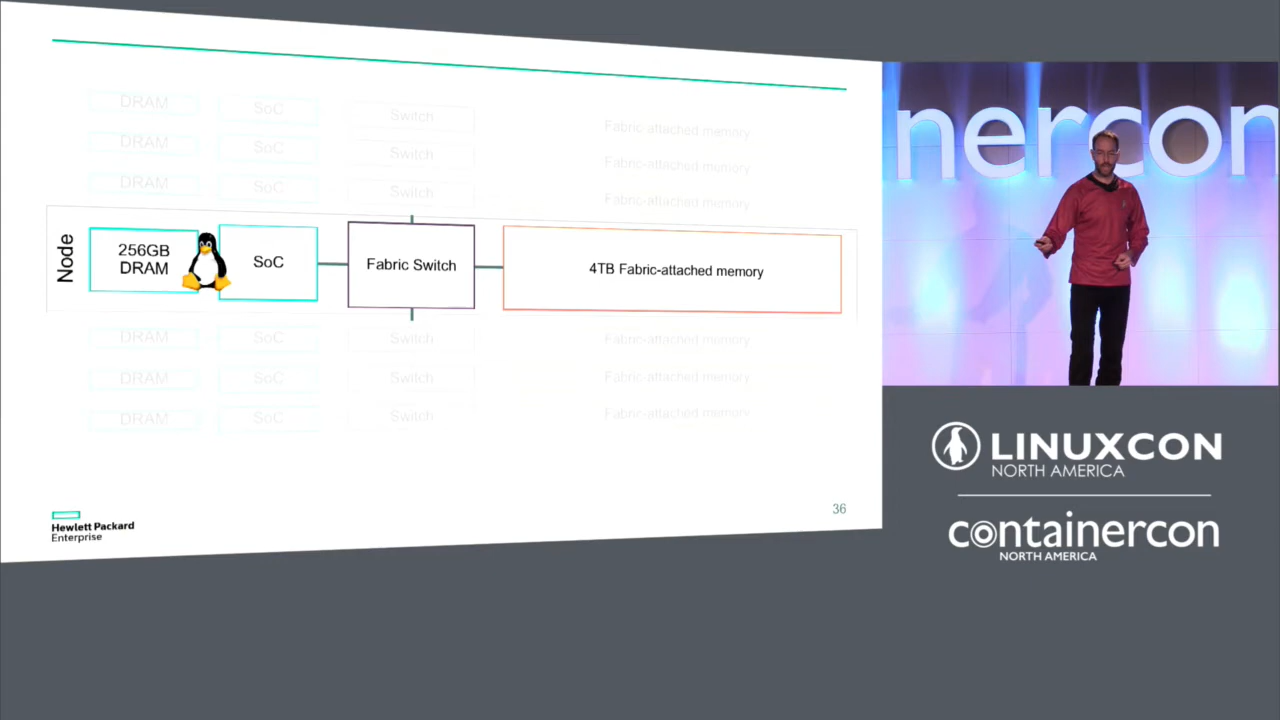 DRAM SoC Switch Fabric-attached memory
DRAM SoC Switch Fabric-attached memory
DRAM SoC Switch Fabric-attached memory
Node
256GB
DRAM
SoC
Fabric Switch
4TB Fabric-attached memory
DRAM SoC Switch Fabric-attached memory
DRAM SoC Switch Fabric-attached memory
DRAM SoC Switch Fabric-attached memory
Hewlett Packard
Enterprise
36
nercon
LINUXCON
NORTH AMERICA
containercon
NORTH AMERICA